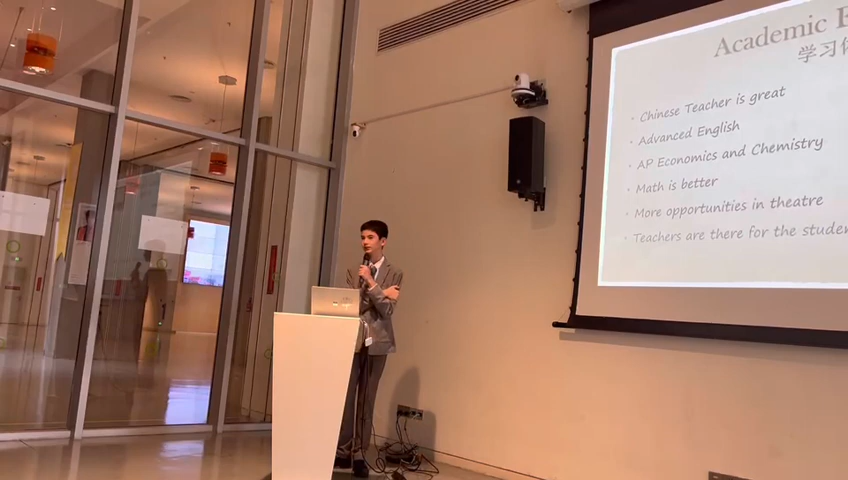 Academic
学习
• Chinese Teacher is great
• Advanced English
• AP Economics and Chemistry
• Math is better
• More opportunities in theatre
• Teachers are there for the